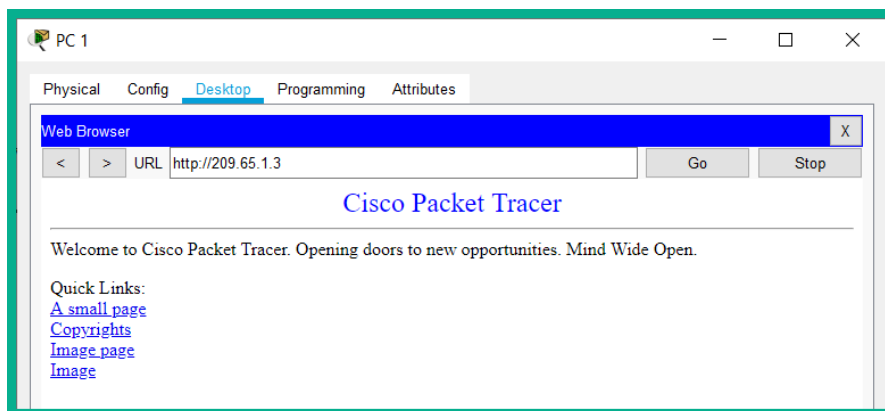 PC 1
Physical Config Desktop Programming Attributes
Web Browser X
< > URL http://209.65.1.3 Go Stop
Cisco Packet Tracer
Welcome to Cisco Packet Tracer. Opening doors to new opportunities. Mind Wide Open.
Quick Links:
A small page
Copyrights
Image page
Image